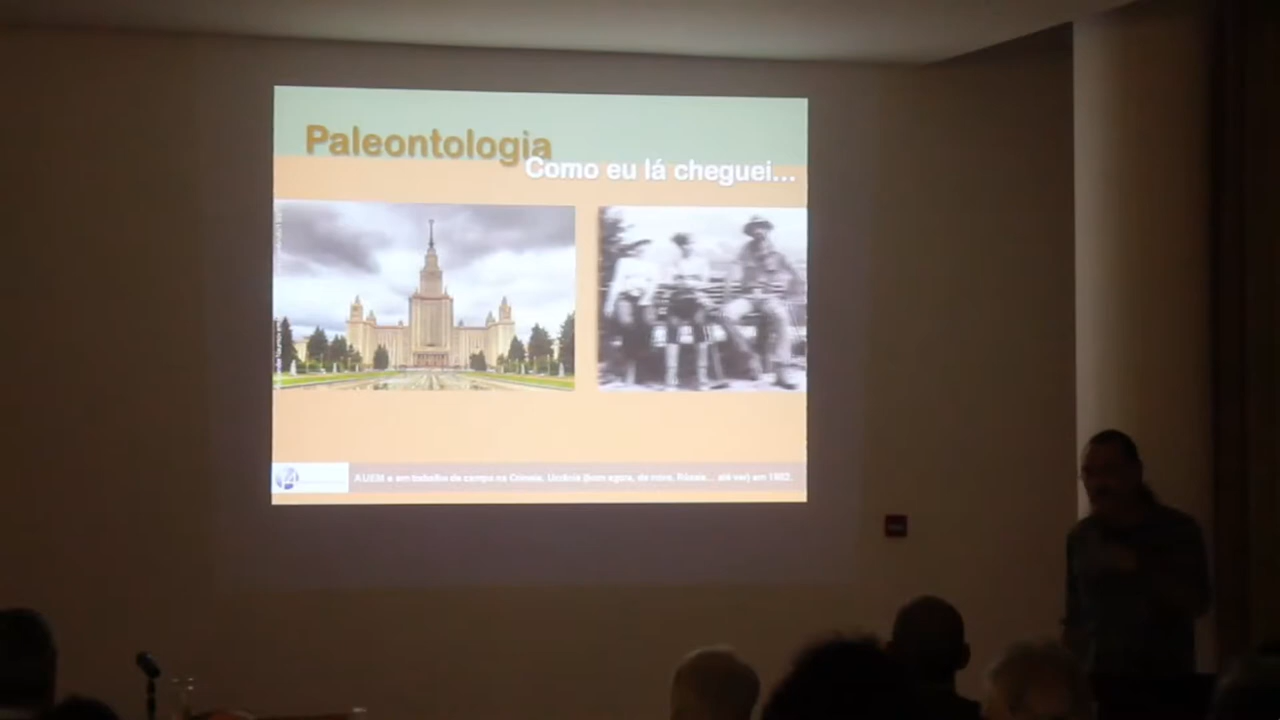 Paleontologia
Como eu lá cheguei...
A UEM e em trabalho de campo na Crimeia, Ucrânia (bom agora, de novo, Rússia... até ver) em 1982.